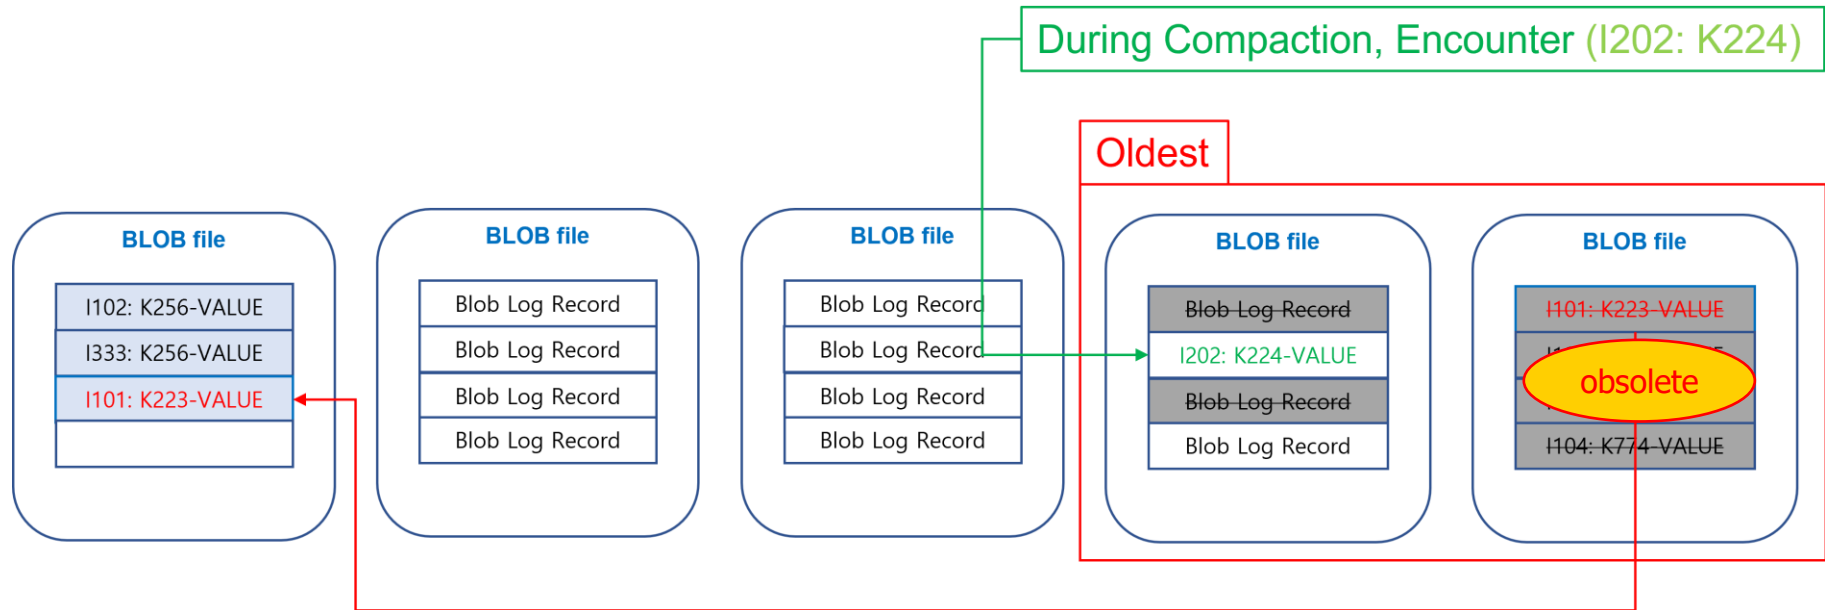 During Compaction, Encounter (I202: K224)
Oldest
BLOB file
I102: K256-VALUE
I333: K256-VALUE
I101: K223-VALUE
BLOB file
Blob Log Record
Blob Log Record
Blob Log Record
Blob Log Record
BLOB file
Blob Log Record
Blob Log Record
Blob Log Record
Blob Log Record
BLOB file
Blob Log Record
I202: K224-VALUE
Blob Log Record
Blob Log Record
BLOB file
I101: K223-VALUE
obsolete
I104: K774-VALUE